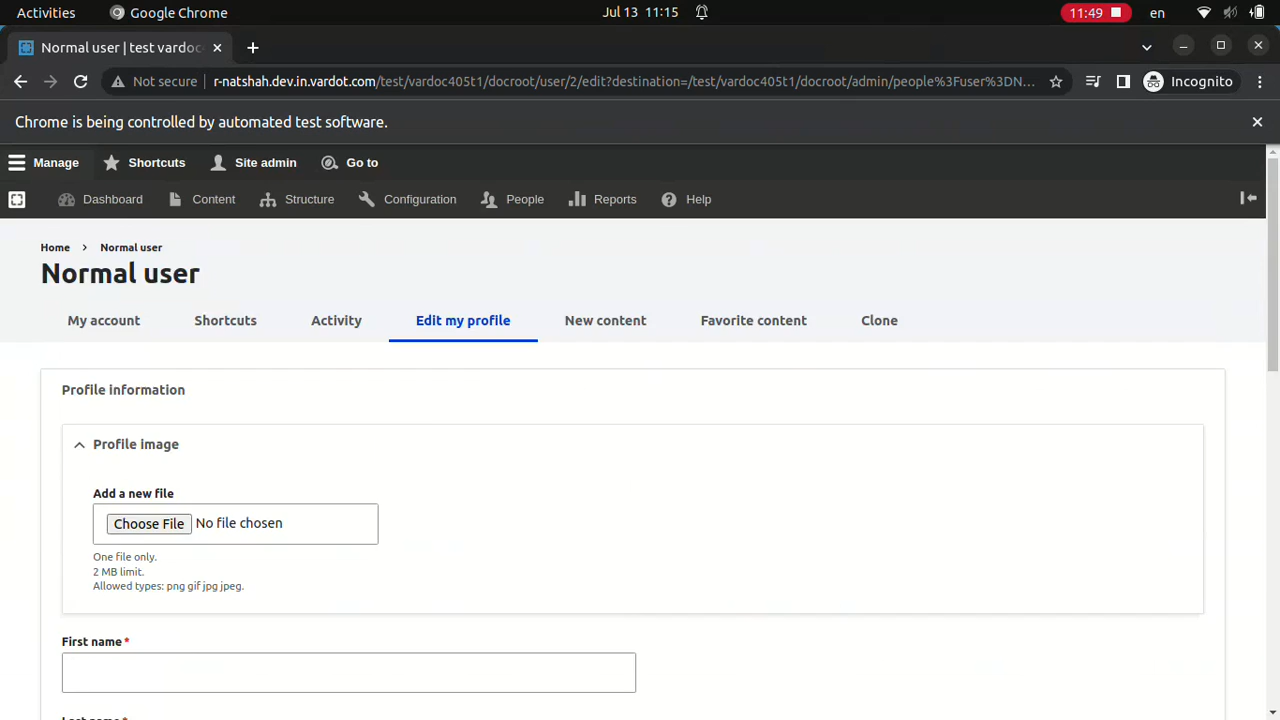 Activities
Google Chrome
Jul 13 11:15
11:49
en
Normal user | test vardoc
Not secure
r-natshah.dev.in.vardot.com/test/vardoc405t1/docroot/user/2/edit?destination=/test/vardoc405t1/docroot/admin/people%3Fuser%3DN...
Incognito
Chrome is being controlled by automated test software.
Manage
Shortcuts
Site admin
Go to
Dashboard
Content
Structure
Configuration
People
Reports
Help
Home
Normal user
Normal user
My account
Shortcuts
Activity
Edit my profile
New content
Favorite content
Clone
Profile information
Profile image
Add a new file
Choose File No file chosen
One file only.
2 MB limit.
Allowed types: png gif jpg jpeg.
First name*
Last name*